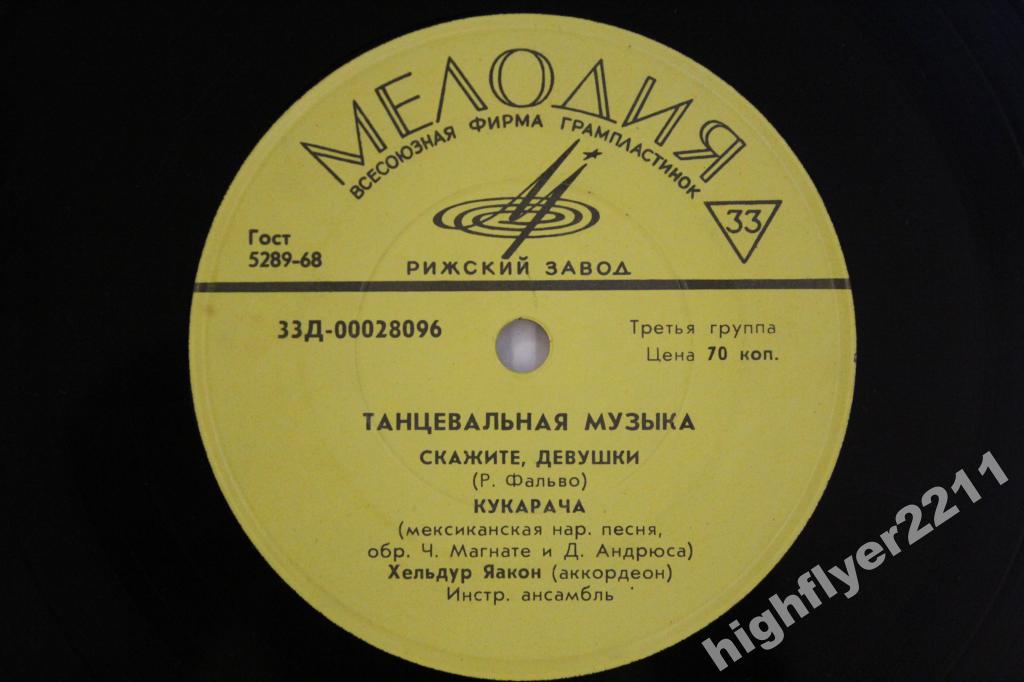 МЕЛОДИЯ
ВСЕСОЮЗНАЯ ФИРМА ГРАМПЛАСТИНОК
33
Гост
5289-68
РИЖСКИЙ ЗАВОД
33Д-00028096
Третья группа
Цена 70 коп.
ТАНЦЕВАЛЬНАЯ МУЗЫКА
СКАЖИТЕ, ДЕВУШКИ
(Р. Фальво)
КУКАРАЧА
(мексиканская нар. песня,
обр. Ч. Магнате и Д. Андрюса)
Хельдур Яакон (аккордеон)
Инстр. ансамбль
highflyer2211